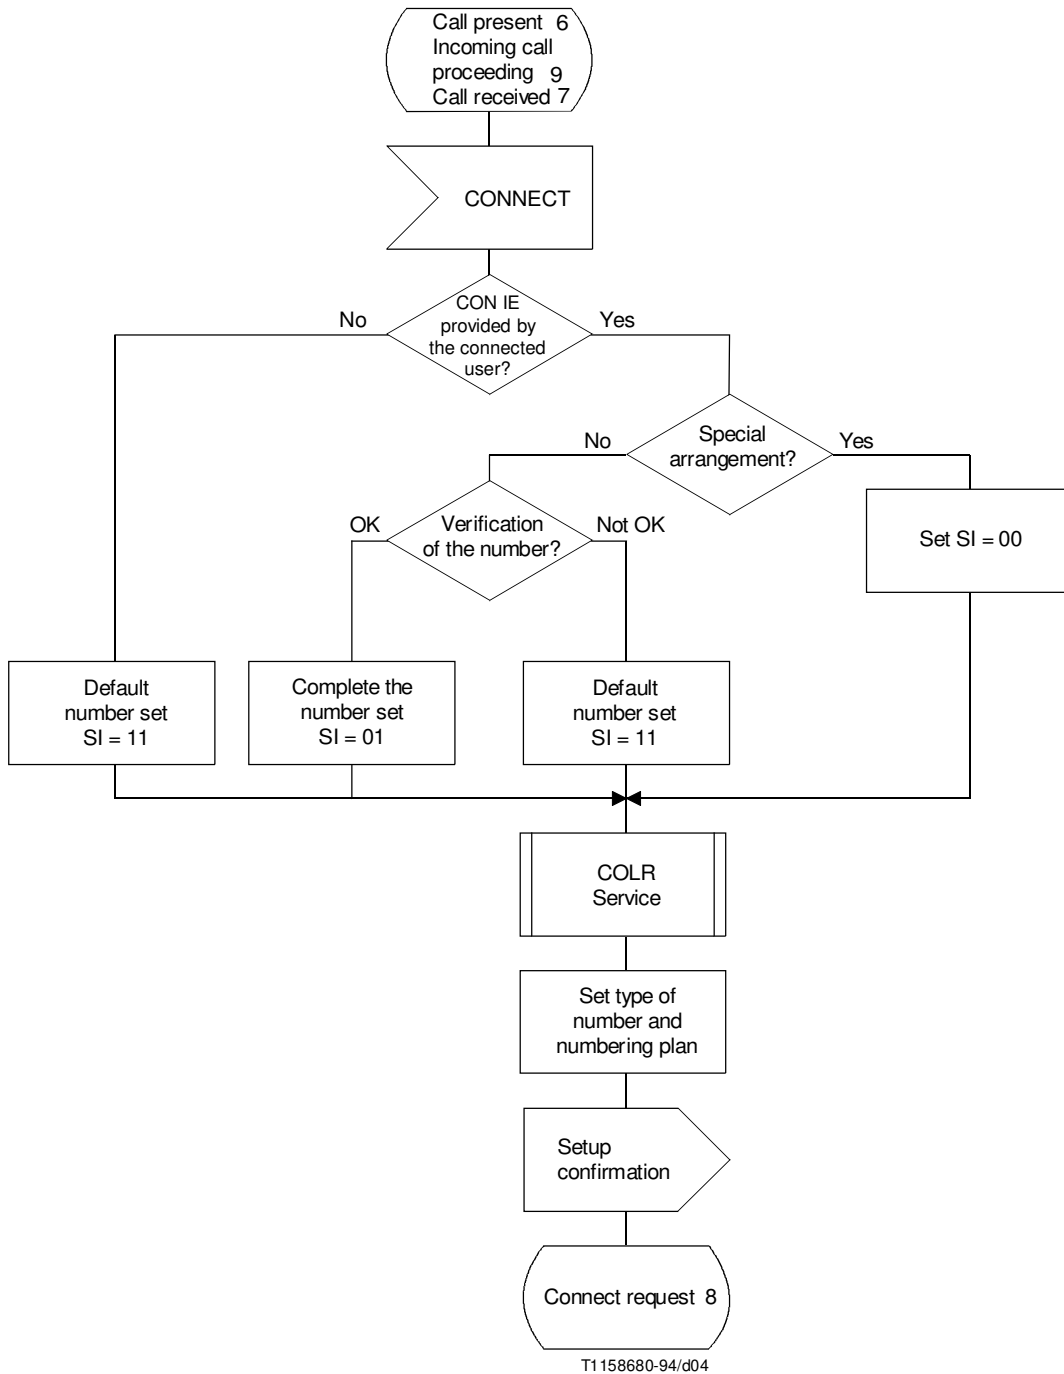 Call present 6
Incoming call
proceeding 9
Call received 7
CONNECT
CON IE
provided by
the connected
user?
No
Yes
Special
arrangement?
No
Yes
Verification
of the number?
OK
Not OK
Set SI = 00
Default
number set
SI = 11
Complete the
number set
SI = 01
Default
number set
SI = 11
COLR
Service
Set type of
number and
numbering plan
Setup
confirmation
Connect request 8
T1158680-94/d04